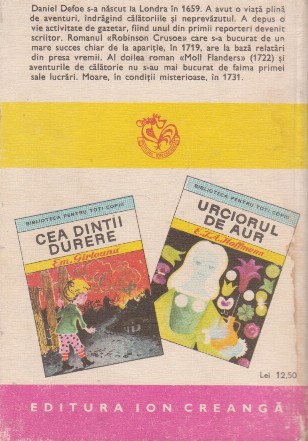 Daniel Defoe s-a născut la Londra în 1659. A avut o viață plină
de aventuri, îndrăgind călătoriile și neprevăzutul. A depus o
vie activitate de gazetar, fiind unul din primii reporteri devenit
scriitor. Romanul «Robinson Crusoe» care s-a bucurat de un
mare succes chiar de la apariție, în 1719, are la bază relatări
din presa vremii. Al doilea roman «Moll Flanders» (1722) și
aventurile de călătorie nu s-au mai bucurat de faima primei
sale lucrări. Moare, în condiții misterioase, în 1731.
BIBLIOTECA PENTRU TOȚI COPIII
CEA DINTÎI
DURERE
Em. Gîrleanu
BIBLIOTECA PENTRU TOȚI COPIII
URCIORUL
DE AUR
E.T.A. Hoffmann
Lei 12,50
EDITURA ION CREANGĂ